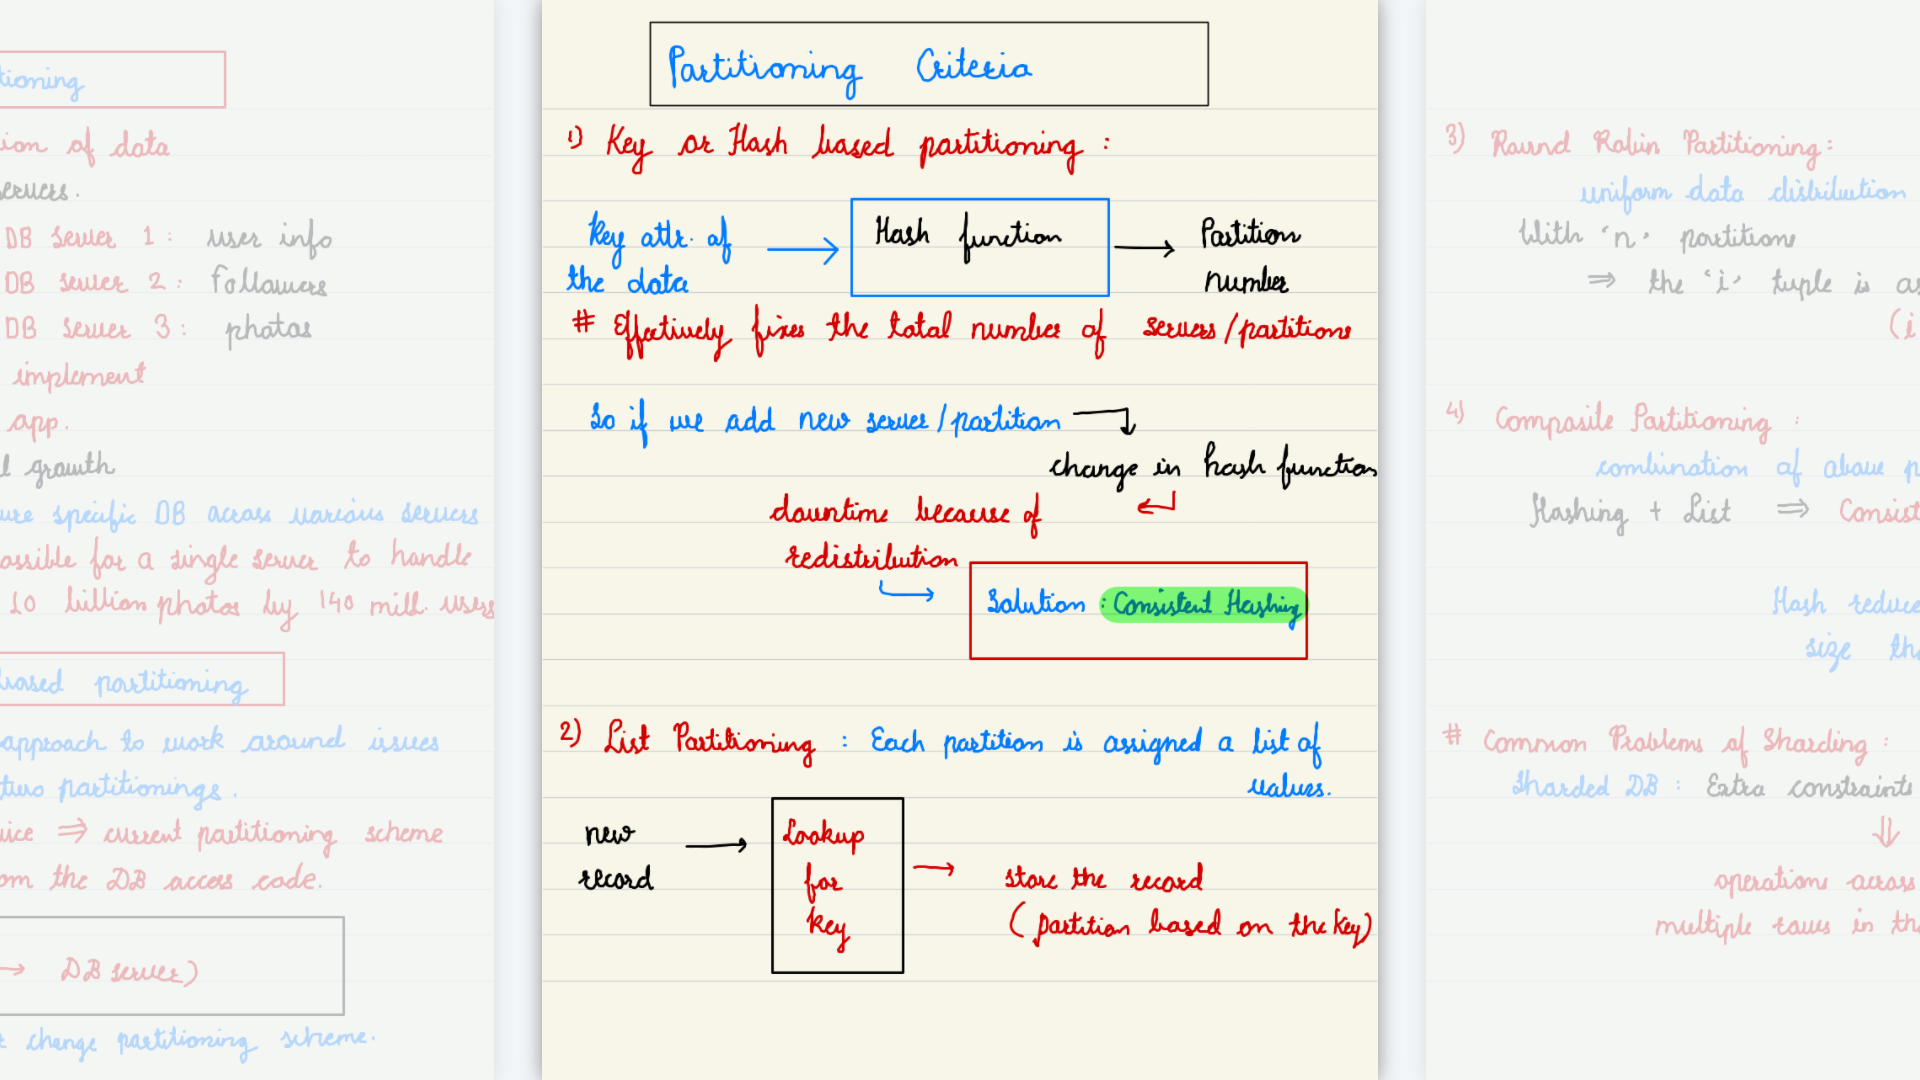 tioning
ion of data
servers.
DB server 1: user info
DB server 2: followers
DB server 3: photos
implement
app.
l growth
ure specific DB across various servers
ossible for a single server to handle
10 billion photos by 140 mill. users
based partitioning
approach to work around issues
two partitionings.
vice ⇒ current partitioning scheme
om the DB access code.
→ DB server)
change partitioning scheme.
Partitioning Criteria
1) Key or Hash based partitioning :
key attr. of
the data
→
Hash function
→
Partition
number
# Effectively fixes the total number of servers/partitions
So if we add new server/partition
change in hash function
downtime because of
redistribution
Solution : Consistent Hashing
2) List Partitioning : Each partition is assigned a list of
values.
new
record
→
Lookup
for
key
→
store the record
(partition based on the key)
3) Round Robin Partitioning:
uniform data distribution
With 'n' partitions
⇒ the 'i' tuple is as
(i
4) Composite Partitioning :
combination of above p
Hashing + List ⇒ Consist
Hash reduce
size th
# Common Problems of Sharding :
Sharded DB : Extra constraints
⇓
operations across
multiple rows in th